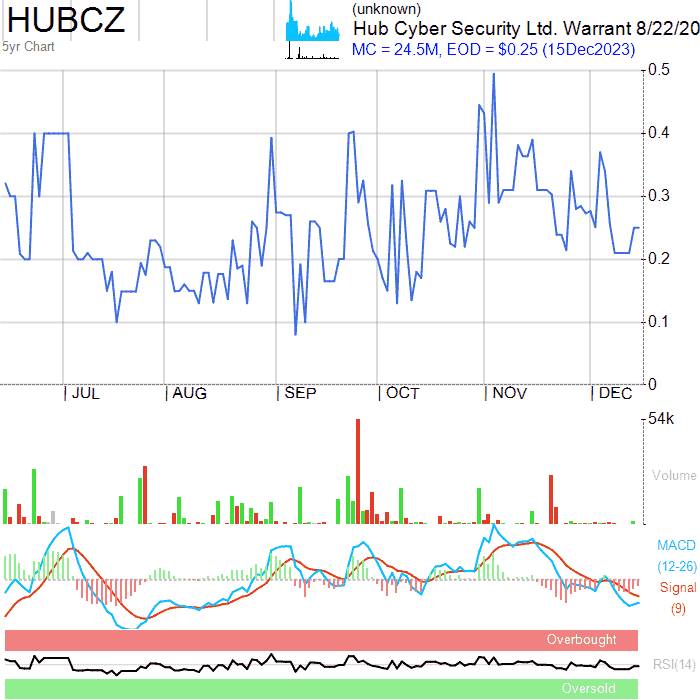 HUBCZ
(unknown)
Hub Cyber Security Ltd. Warrant 8/22/20
5yr Chart
MC = 24.5M, EOD = $0.25 (15Dec2023)
0.5
0.4
0.3
0.2
0.1
0
JUL AUG SEP OCT NOV DEC
54k
Volume
MACD
(12-26)
Signal
(9)
Overbought
RSI(14)
Oversold